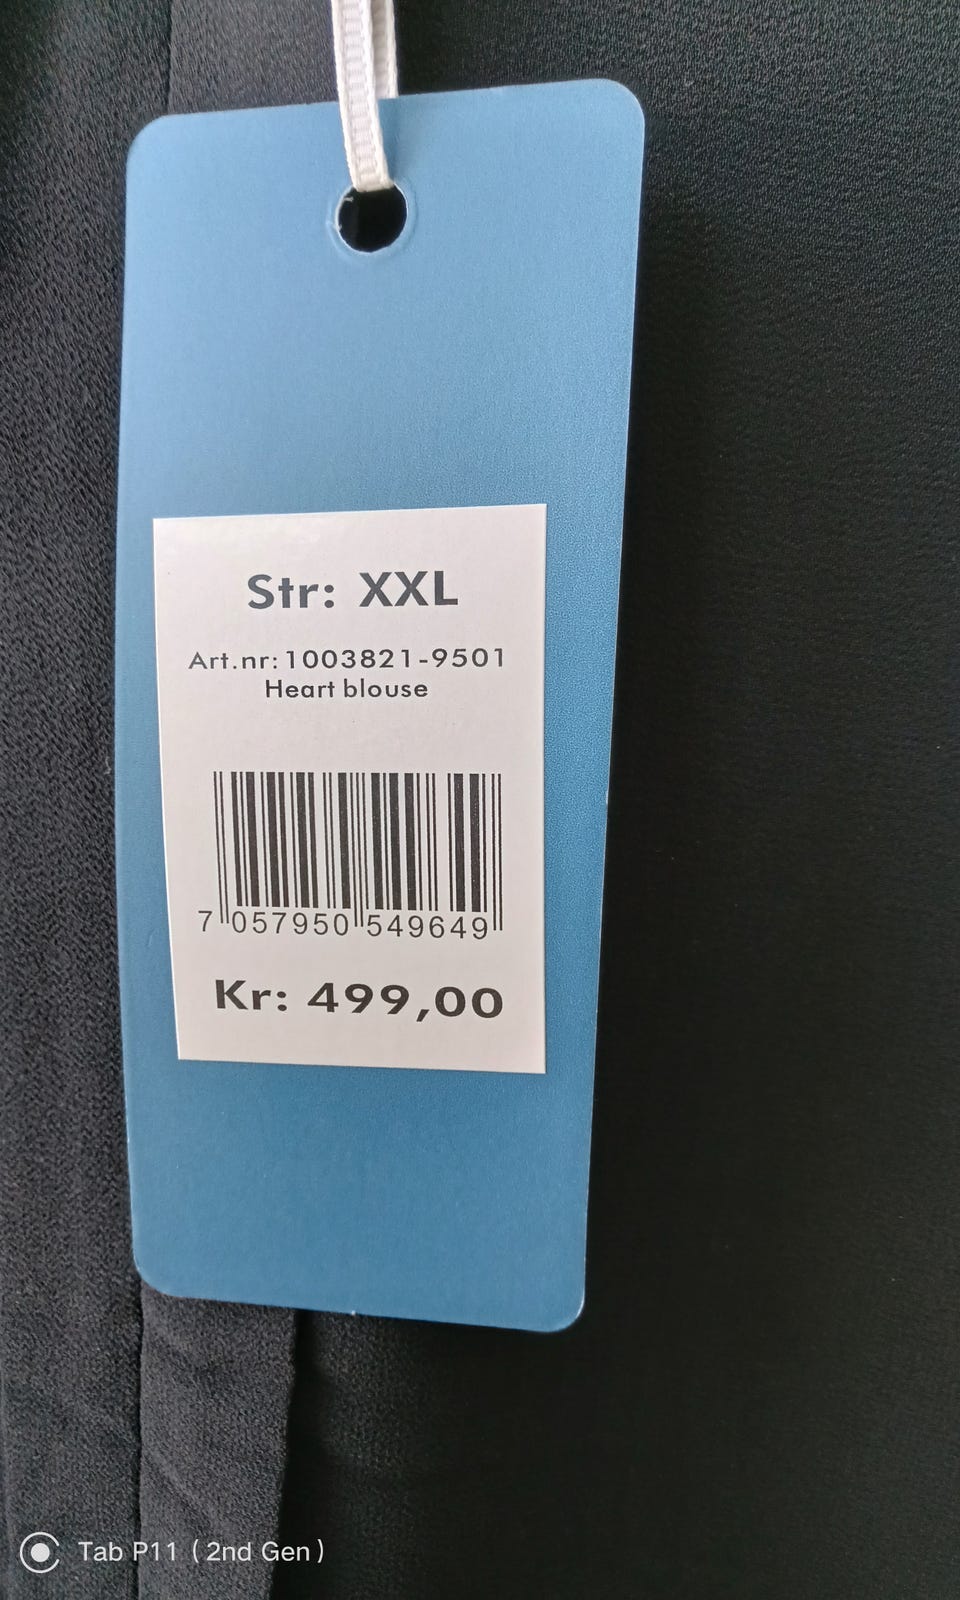 Str: XXL
Art.nr:1003821-9501
Heart blouse
7 057950 549649
Kr: 499,00
Tab P11 (2nd Gen)